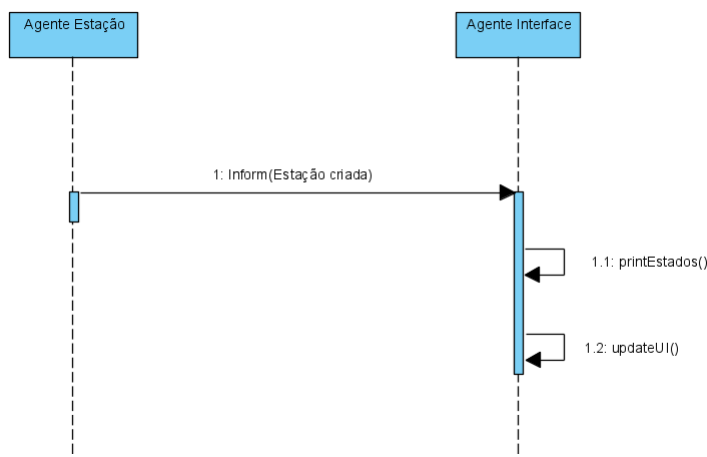 Agente Estação
Agente Interface
1: Inform(Estação criada)
1.1: printEstados()
1.2: updateUI()